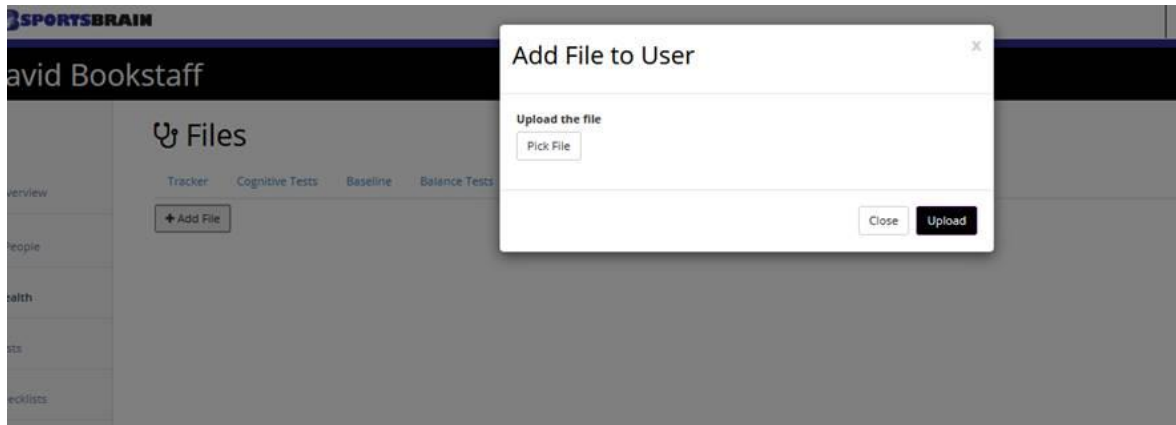 SPORTSBRAIN
avid Bookstaff
Files
Tracker Cognitive Tests Baseline Balance Tests
+ Add File
verview
People
ealth
sts
ecklists
Add File to User
x
Upload the file
Pick File
Close Upload